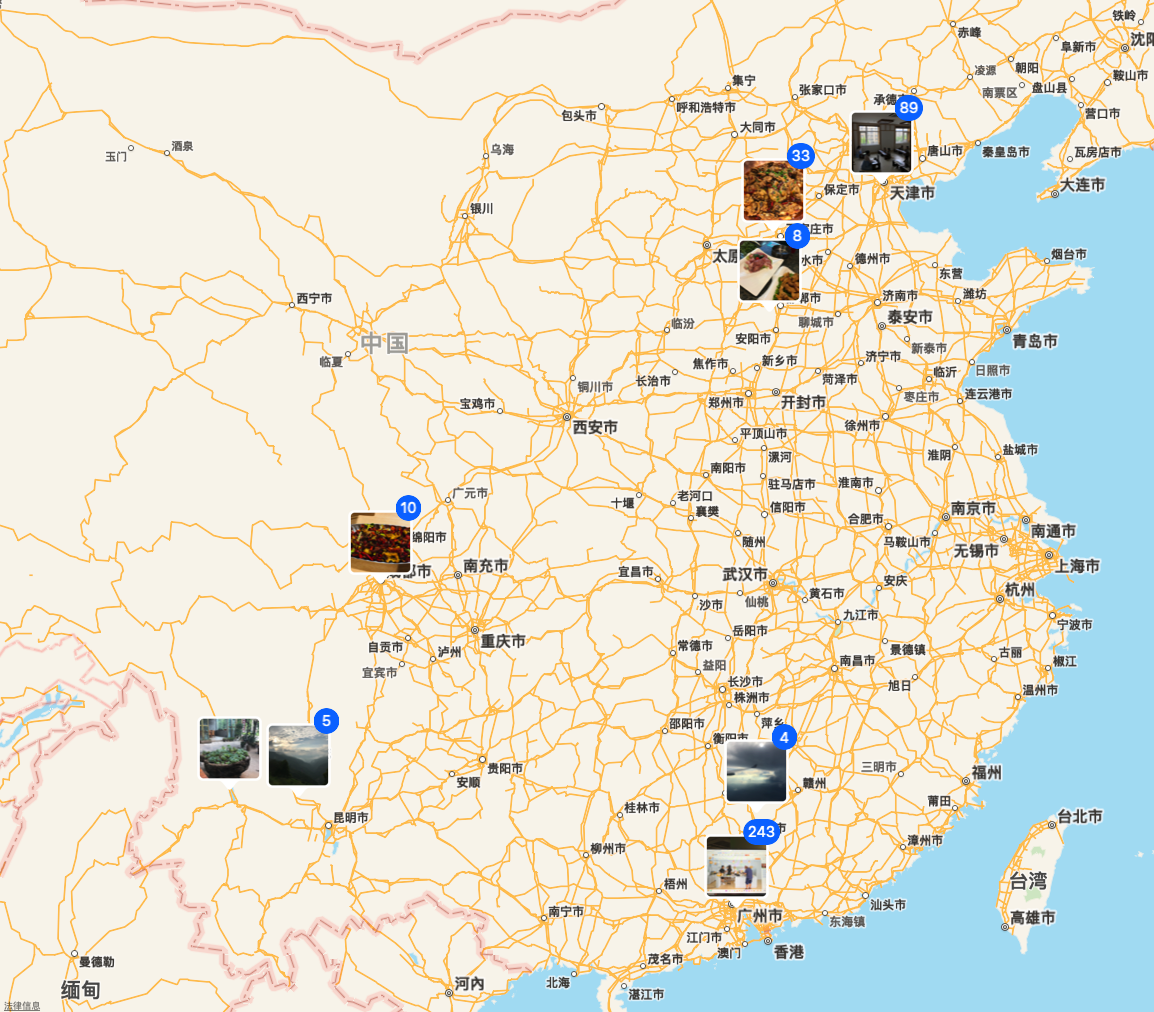 铁岭
赤峰
沈阳
阜新市
朝阳
凌源
鞍山市
集宁
张家口市
南票区
盘山县
承德
89
呼和浩特市
营口市
包头市
大同市
酒泉
玉门
乌海
唐山市
秦皇岛市
瓦房店市
33
大连市
保定市
天津市
银川
庄市
8
太原
水市
德州市
烟台市
东营
西宁市
邯市
济南市
潍坊
中国
临汾
聊城市
泰安市
安阳市
青岛市
临夏
新泰市
焦作市
新乡市
济宁市
日照市
铜川市
长治市
菏泽市
临沂
宝鸡市
郑州市
开封市
枣庄市
连云港市
西安市
徐州市
平顶山市
漯河
淮阴
盐城市
南阳市
广元市
十堰
老河口
驻马店市
淮南市
10
襄樊
信阳市
南京市
合肥市
南通市
绵阳市
随州
马鞍山市
无锡市
成都市
南充市
宜昌市
武汉市
上海市
安庆
杭州
沙市
仙桃
黄石市
九江市
宁波市
岳阳市
自贡市
重庆市
常德市
景德镇
泸州
益阳
南昌市
古丽
椒江
宜宾市
长沙市
旭日
温州市
株洲市
5
邵阳市
萍乡
衡阳市
4
贵阳市
三明市
福州
安顺
赣州
莆田
桂林市
昆明市
243
市
台北市
柳州市
漳州市
梧州
台湾
南宁市
广州市
汕头市
东海镇
高雄市
江门市
澳门
香港
曼德勒
茂名市
缅甸
河内
北海
湛江市
法律信息